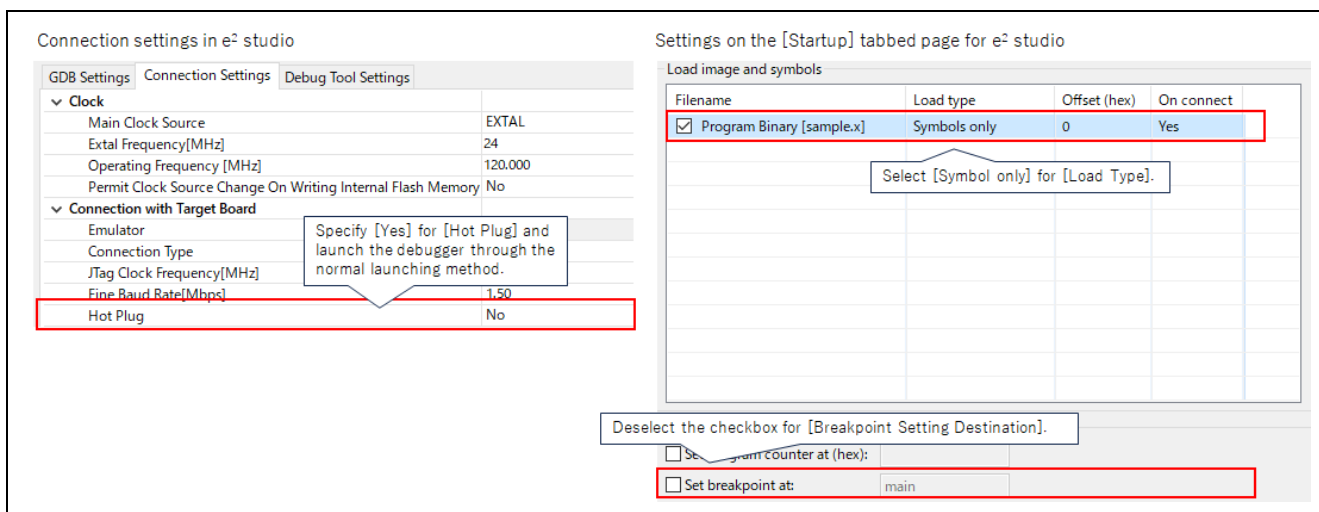 Connection settings in e² studio
GDB Settings Connection Settings Debug Tool Settings
Clock
Main Clock Source EXTAL
Extal Frequency[MHz] 24
Operating Frequency [MHz] 120.000
Permit Clock Source Change On Writing Internal Flash Memory No
Connection with Target Board
Emulator
Connection Type
JTag Clock Frequency[MHz]
Fine Baud Rate[Mbps] 1.50
Hot Plug No
Specify [Yes] for [Hot Plug] and
launch the debugger through the
normal launching method.
Settings on the [Startup] tabbed page for e² studio
Load image and symbols
Filename Load type Offset (hex) On connect
Program Binary [sample.x] Symbols only 0 Yes
Select [Symbol only] for [Load Type].
Deselect the checkbox for [Breakpoint Setting Destination].
counter at (hex):
Set breakpoint at: main